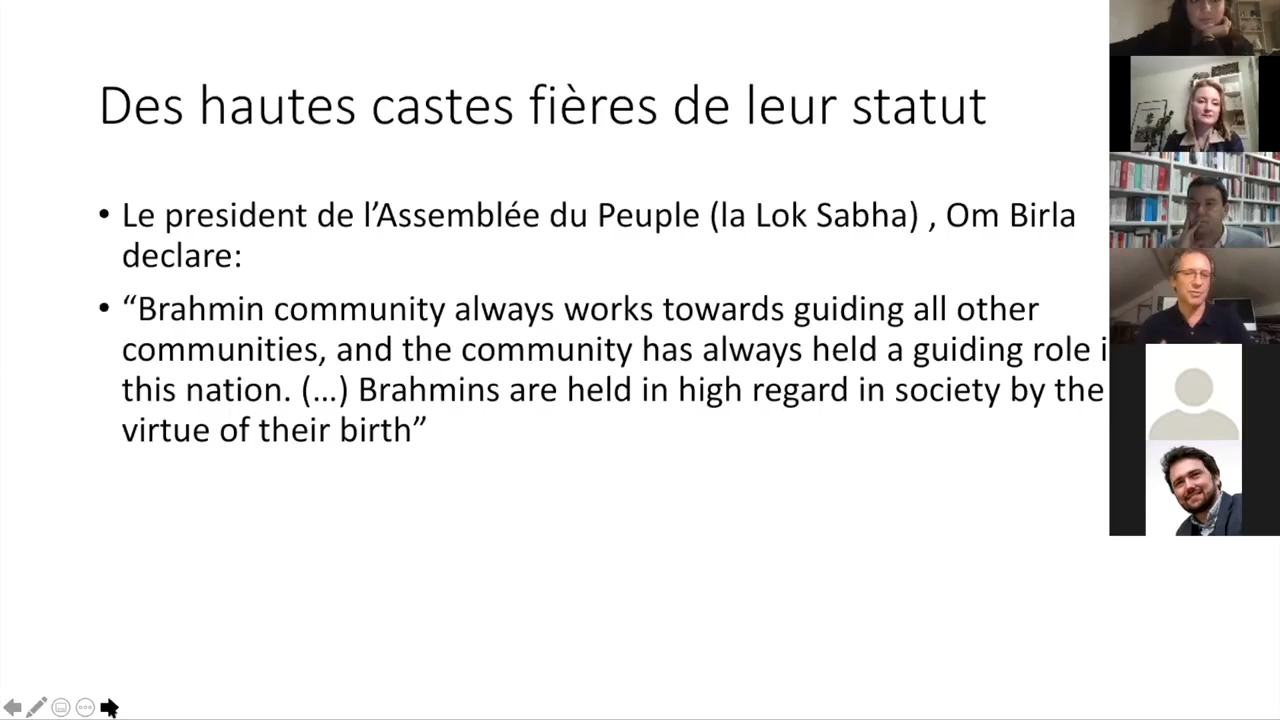 Des hautes castes fières de leur statut
• Le president de l’Assemblée du Peuple (la Lok Sabha) , Om Birla
declare:
• “Brahmin community always works towards guiding all other
communities, and the community has always held a guiding role i
this nation. (…) Brahmins are held in high regard in society by the
virtue of their birth”